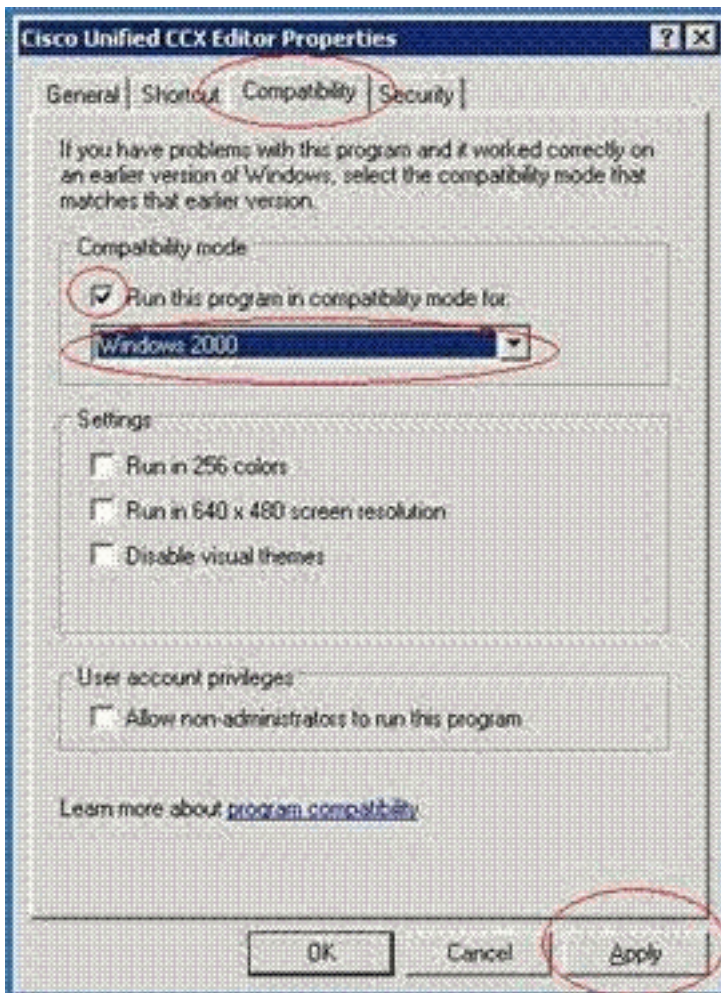 Cisco Unified CCX Editor Properties
General Shortcut Compatibility Security
If you have problems with this program and it worked correctly on
an earlier version of Windows, select the compatibility mode that
matches that earlier version.
Compatibility mode
Run this program in compatibility mode for:
Windows 2000
Settings
Run in 256 colors
Run in 640 x 480 screen resolution
Disable visual themes
User account privileges
Allow non-administrators to run this program
Learn more about program compatibility.
OK Cancel Apply